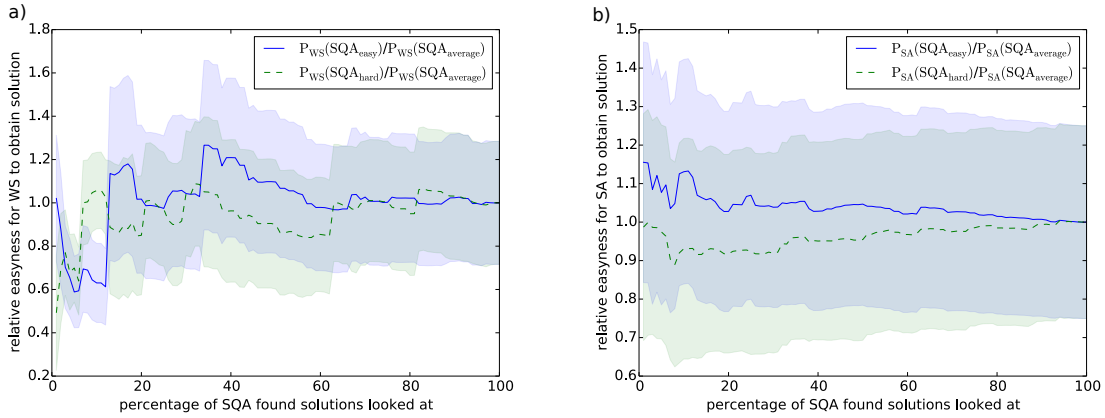 a)
relative easyness for WS to obtain solution
1.8
1.6
1.4
1.2
1.0
0.8
0.6
0.4
0.2
P_WS(SQA_easy)/P_WS(SQA_average)
P_WS(SQA_hard)/P_WS(SQA_average)
0 20 40 60 80 100
percentage of SQA found solutions looked at
b)
relative easyness for SA to obtain solution
1.5
1.4
1.3
1.2
1.1
1.0
0.9
0.8
0.7
0.6
P_SA(SQA_easy)/P_SA(SQA_average)
P_SA(SQA_hard)/P_SA(SQA_average)
0 20 40 60 80 100
percentage of SQA found solutions looked at